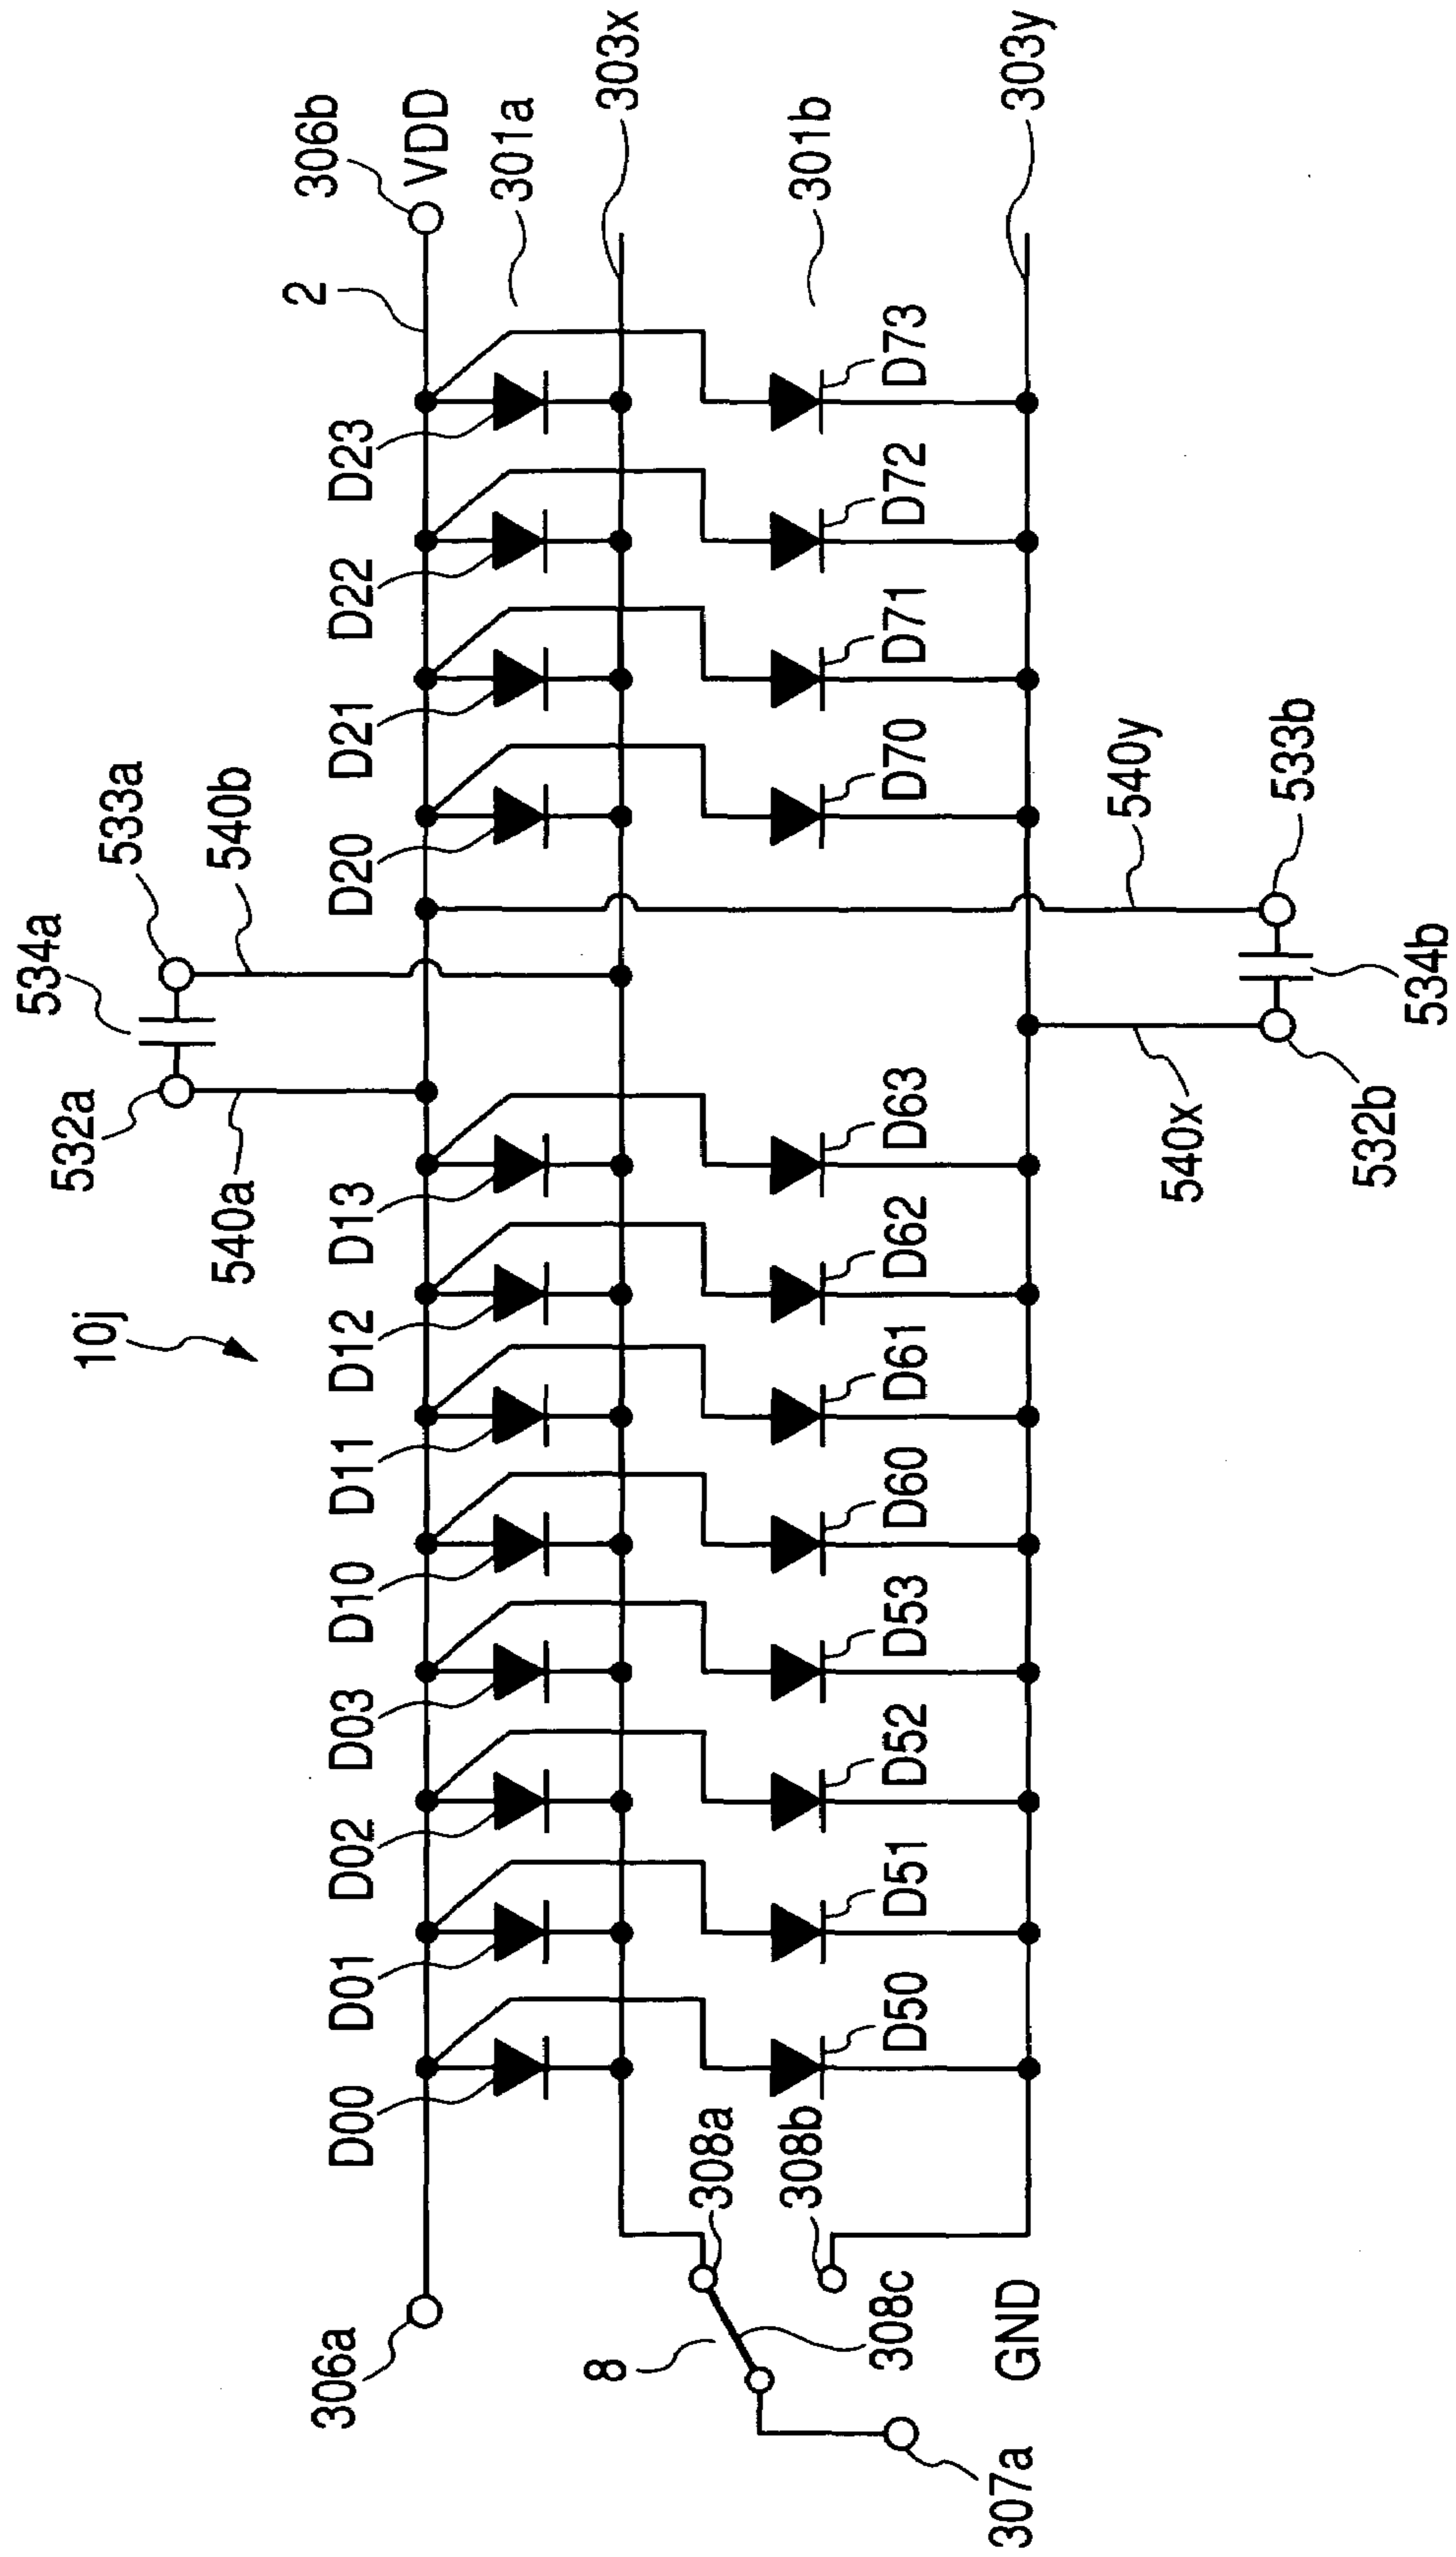 10j
534a
532a
533a
540a
540b
306a
2
306b
VDD
D00
D01
D02
D03
D10
D11
D12
D13
D20
D21
D22
D23
301a
303x
8
308a
308b
308c
307a
GND
301b
D50
D51
D52
D53
D60
D61
D62
D63
D70
D71
D72
D73
303y
540x
540y
532b
533b
534b